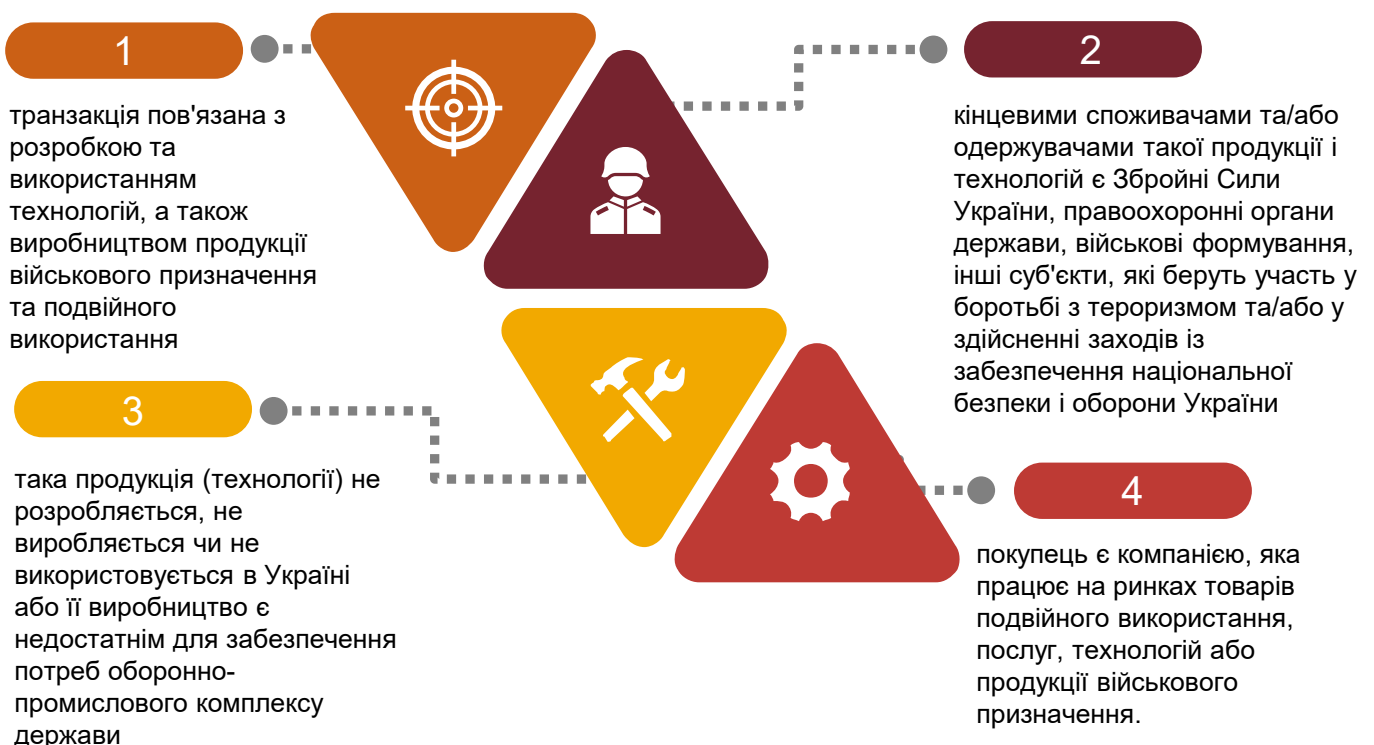 1
транзакція пов'язана з
розробкою та
використанням
технологій, а також
виробництвом продукції
військового призначення
та подвійного
використання
2
кінцевими споживачами та/або
одержувачами такої продукції і
технологій є Збройні Сили
України, правоохоронні органи
держави, військові формування,
інші суб'єкти, які беруть участь у
боротьбі з тероризмом та/або у
здійсненні заходів із
забезпечення національної
безпеки і оборони України
3
така продукція (технології) не
розробляється, не
виробляється чи не
використовується в Україні
або її виробництво є
недостатнім для забезпечення
потреб оборонно-
промислового комплексу
держави
4
покупець є компанією, яка
працює на ринках товарів
подвійного використання,
послуг, технологій або
продукції військового
призначення.